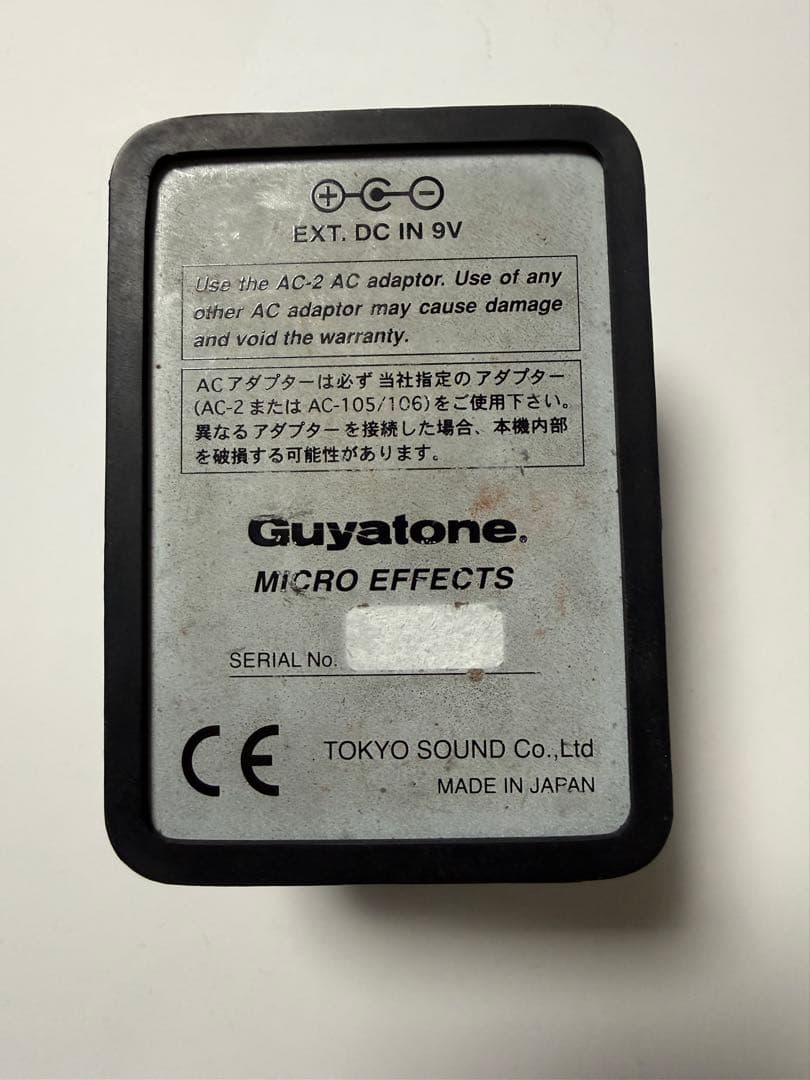 EXT. DC IN 9V
Use the AC-2 AC adaptor. Use of any
other AC adaptor may cause damage
and void the warranty.
ACアダプターは必ず当社指定のアダプター
(AC-2またはAC-105/106)をご使用下さい。
異なるアダプターを接続した場合、本機内部
を破損する可能性があります。
Guyatone®
MICRO EFFECTS
SERIAL No.
CE
TOKYO SOUND Co.,Ltd
MADE IN JAPAN